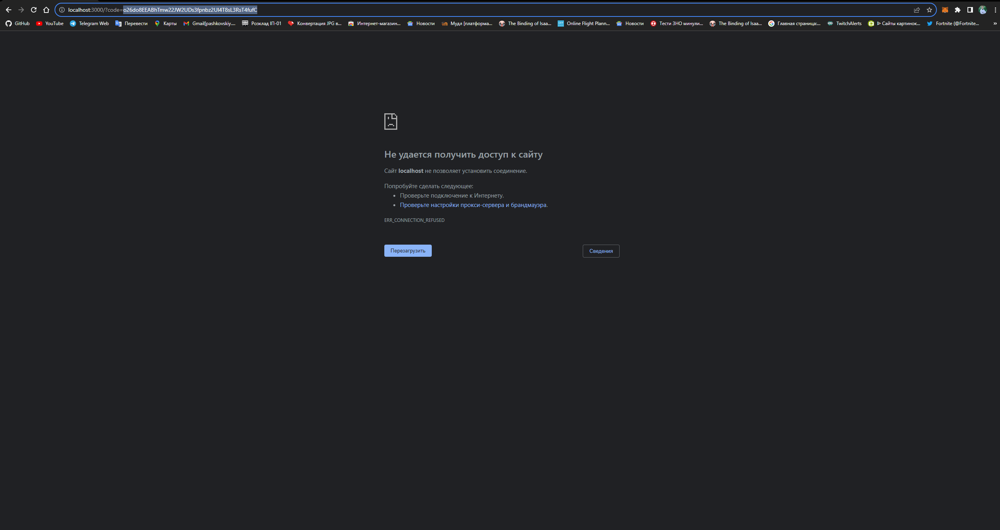 localhost:3000/?code=o26do8EEABhTmw22JW2UDs3fpnbz2UI4T8sL3RsT4fufC
GitHub YouTube Telegram Web Перевести Карты Gmail[pashkovskiy.... Розклад ІП-01 Конвертация JPG в... Интернет-магазин... Новости Мудл [платформа... The Binding of Isaa... Online Flight Plann... Новости Тести ЗНО минули... The Binding of Isaa... Главная страница:... TwitchAlerts ᐉ Сайты картинок... Fortnite (@Fortnite... »
Не удается получить доступ к сайту
Сайт localhost не позволяет установить соединение.
Попробуйте сделать следующее:
• Проверьте подключение к Интернету.
• Проверьте настройки прокси-сервера и брандмауэра.
ERR_CONNECTION_REFUSED
Перезагрузить Сведения